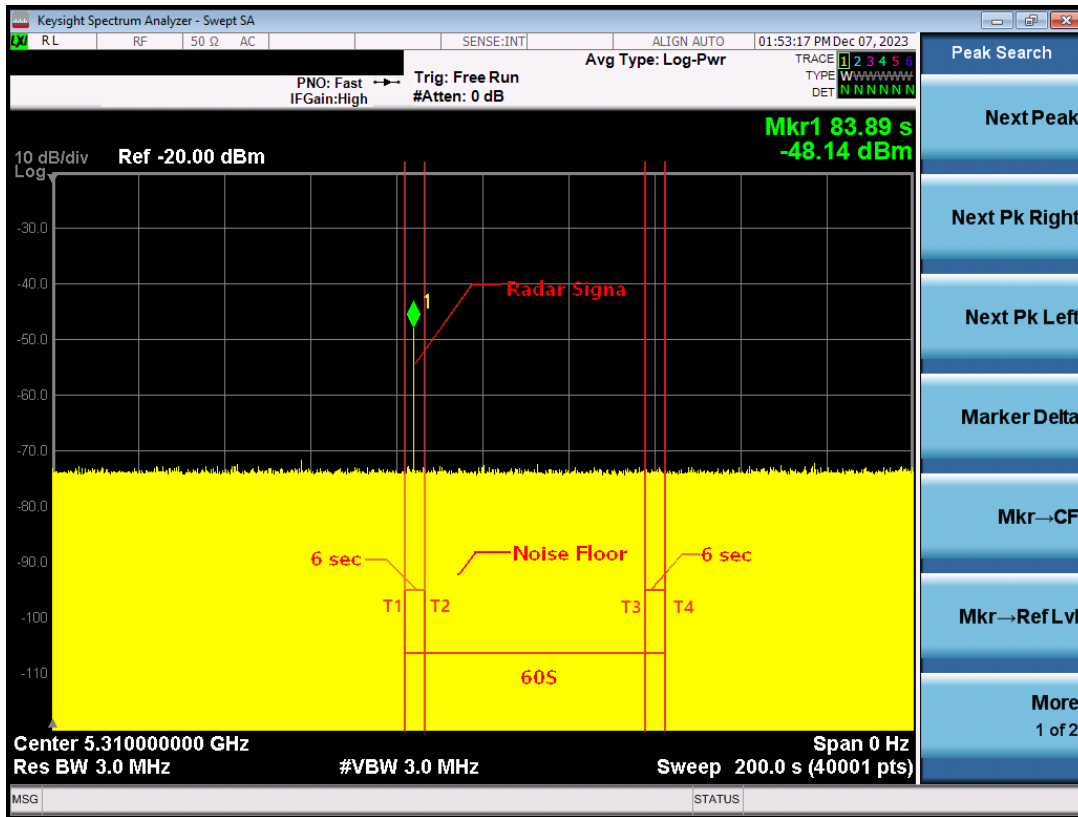 Keysight Spectrum Analyzer - Swept SA
LXI RL RF 50 Ω AC SENSE:INT ALIGN AUTO 01:53:17 PM Dec 07, 2023
Avg Type: Log-Pwr
PNO: Fast
IFGain:High
Trig: Free Run
#Atten: 0 dB
TRACE 1 2 3 4 5 6
TYPE WWWWWW
DET N N N N N N
Mkr1 83.89 s
-48.14 dBm
10 dB/div Ref -20.00 dBm
Log
-30.0
-40.0
-50.0
-60.0
-70.0
-80.0
-90.0
-100
-110
1
Radar Signa
6 sec
Noise Floor
6 sec
T1 T2 T3 T4
60S
Center 5.310000000 GHz Span 0 Hz
Res BW 3.0 MHz #VBW 3.0 MHz Sweep 200.0 s (40001 pts)
MSG STATUS
Peak Search
Next Peak
Next Pk Right
Next Pk Left
Marker Delta
Mkr→CF
Mkr→Ref Lvl
More
1 of 2